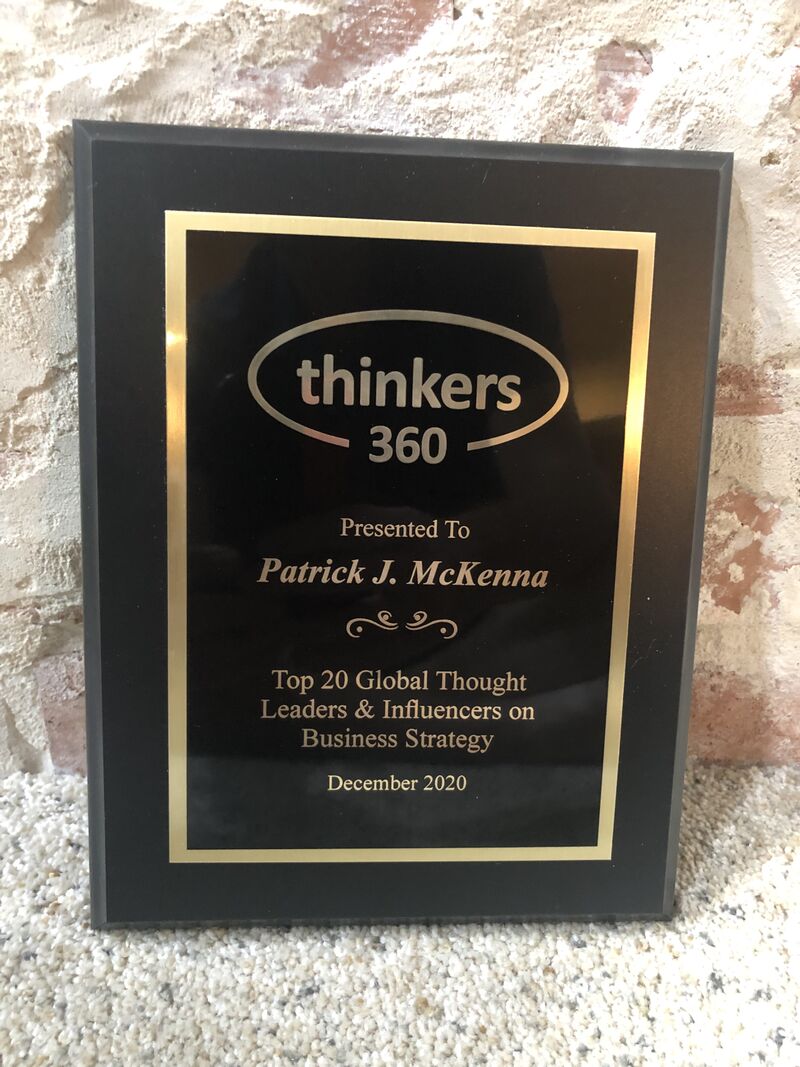 thinkers
360
Presented To
Patrick J. McKenna
Top 20 Global Thought
Leaders & Influencers on
Business Strategy
December 2020